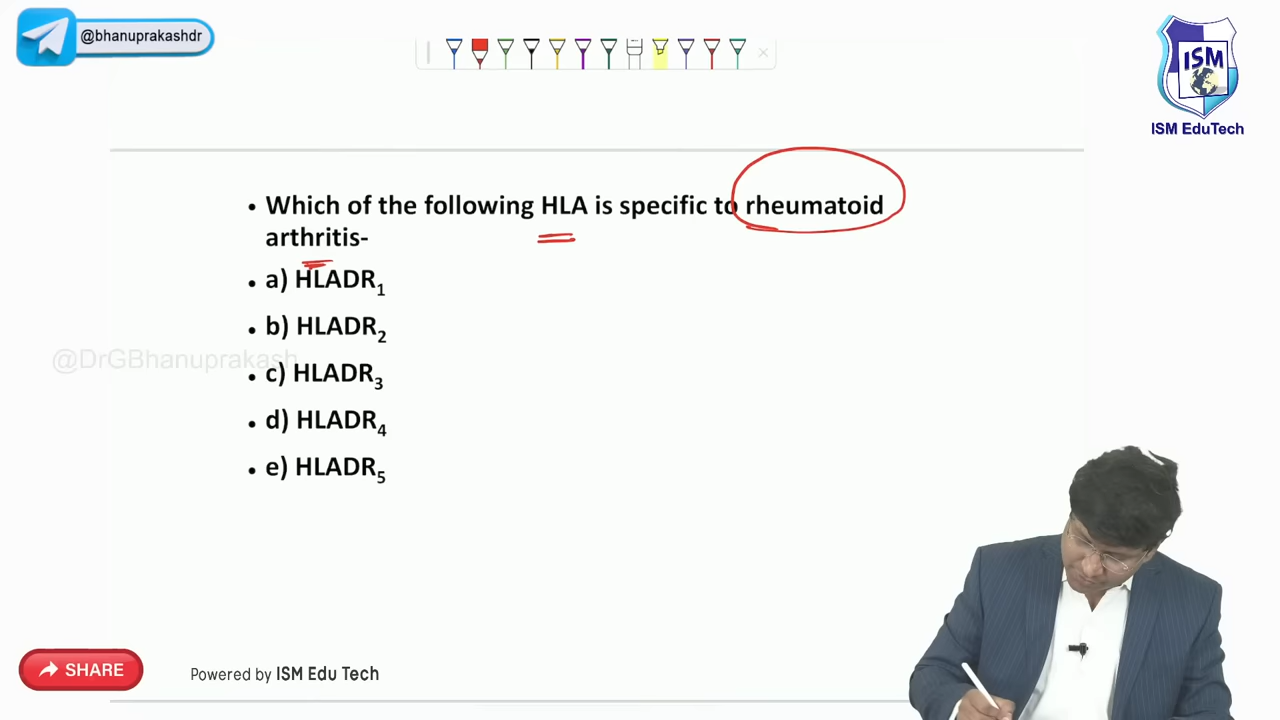 @bhanuprakashdr
ISM
ISM EduTech
• Which of the following HLA is specific to rheumatoid
arthritis-
• a) HLADR₁
• b) HLADR₂
@DrGBhanuprakash
• c) HLADR₃
• d) HLADR₄
• e) HLADR₅
SHARE
Powered by ISM Edu Tech